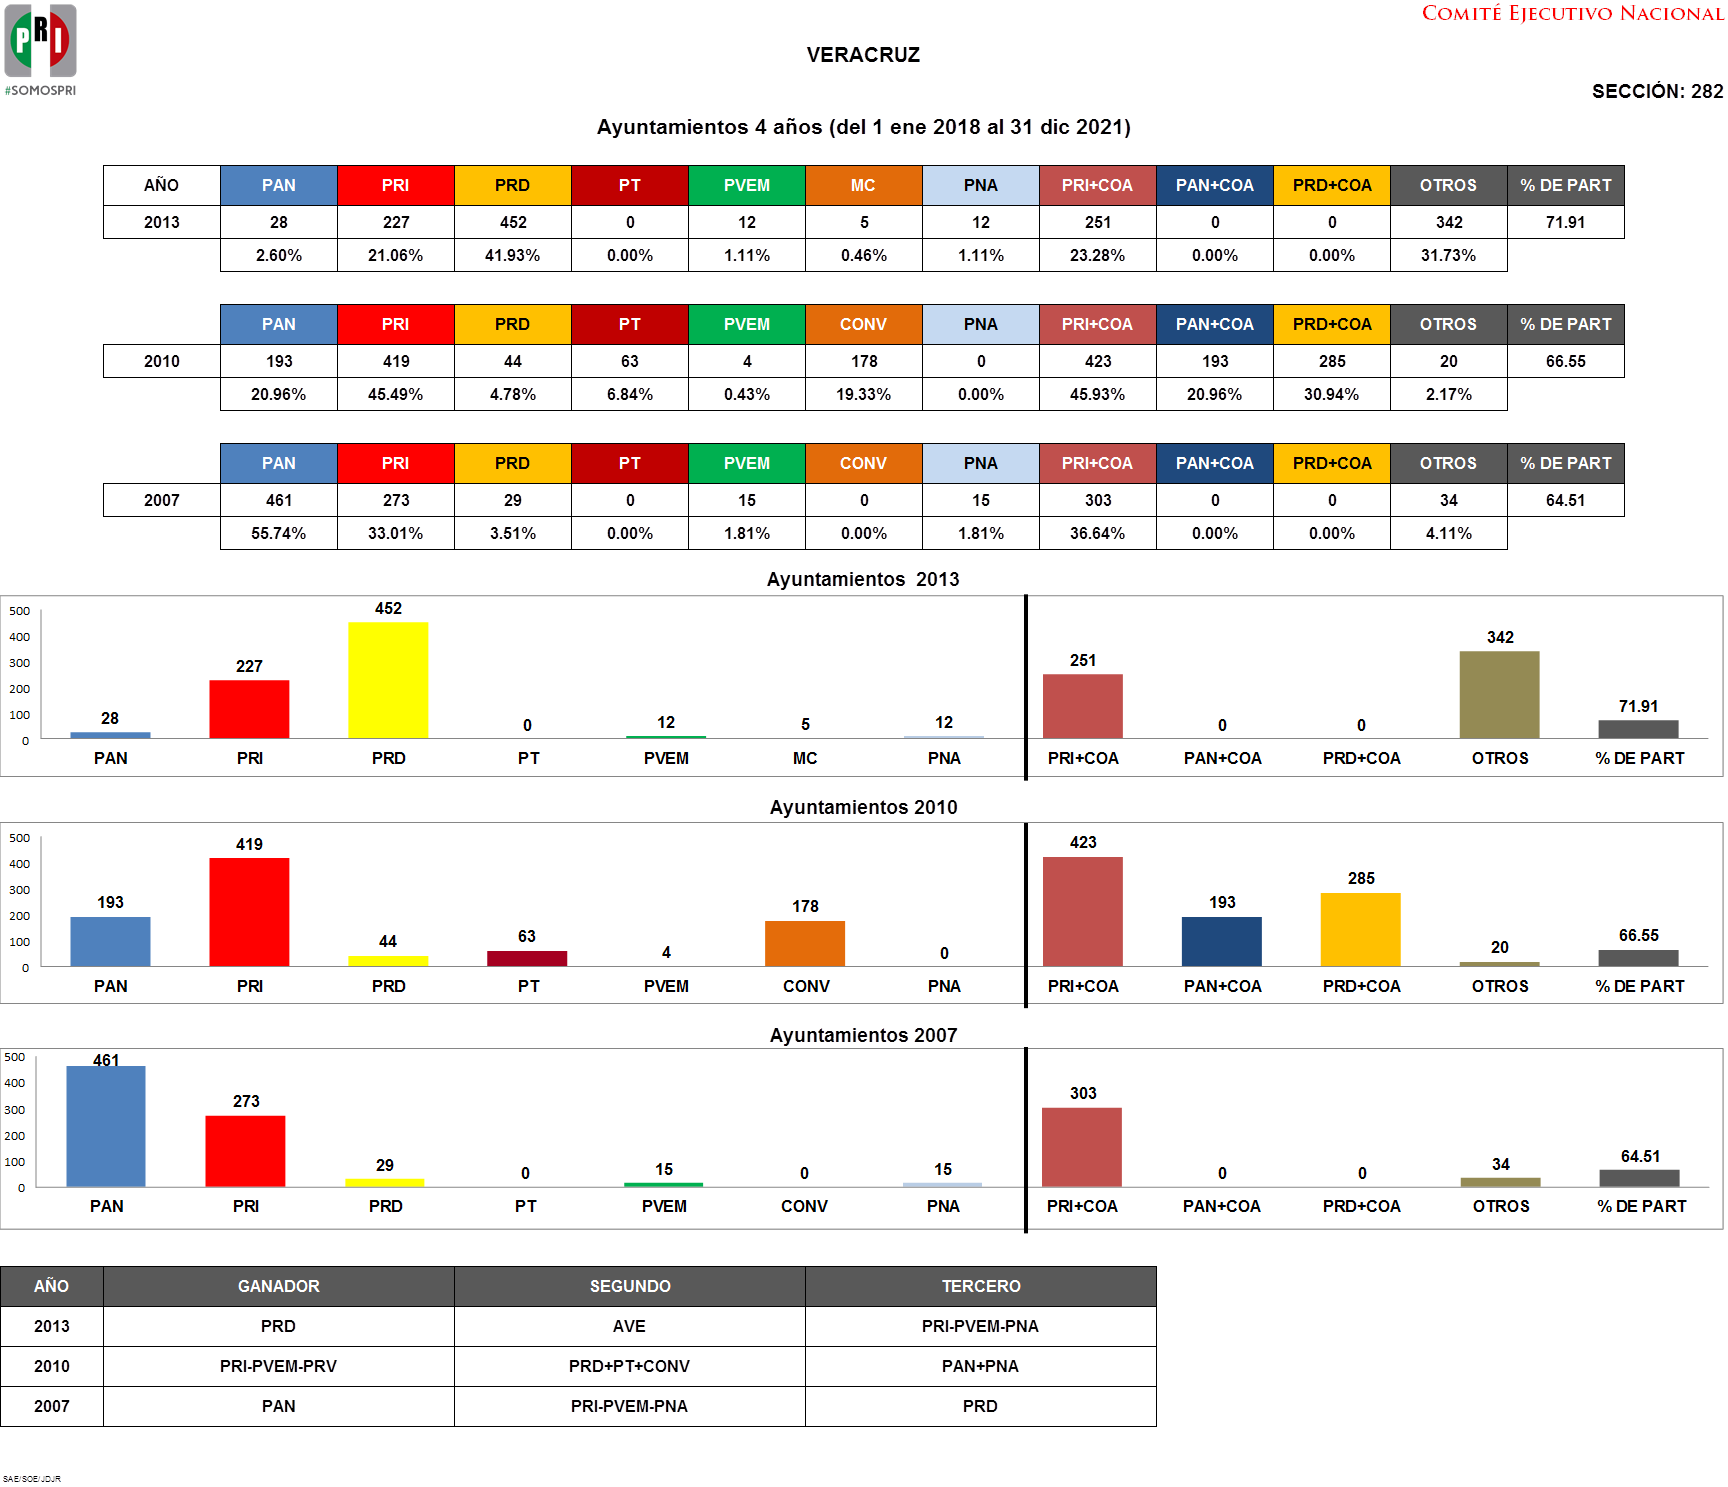 PRI
#SOMOSPRI
COMITÉ EJECUTIVO NACIONAL
VERACRUZ
SECCIÓN: 282
Ayuntamientos 4 años (del 1 ene 2018 al 31 dic 2021)
AÑO PAN PRI PRD PT PVEM MC PNA PRI+COA PAN+COA PRD+COA OTROS % DE PART
2013 28 227 452 0 12 5 12 251 0 0 342 71.91
2.60% 21.06% 41.93% 0.00% 1.11% 0.46% 1.11% 23.28% 0.00% 0.00% 31.73%
PAN PRI PRD PT PVEM CONV PNA PRI+COA PAN+COA PRD+COA OTROS % DE PART
2010 193 419 44 63 4 178 0 423 193 285 20 66.55
20.96% 45.49% 4.78% 6.84% 0.43% 19.33% 0.00% 45.93% 20.96% 30.94% 2.17%
PAN PRI PRD PT PVEM CONV PNA PRI+COA PAN+COA PRD+COA OTROS % DE PART
2007 461 273 29 0 15 0 15 303 0 0 34 64.51
55.74% 33.01% 3.51% 0.00% 1.81% 0.00% 1.81% 36.64% 0.00% 0.00% 4.11%
Ayuntamientos 2013
500
400
300
200
100
0
28 227 452 0 12 5 12 251 0 0 342 71.91
PAN PRI PRD PT PVEM MC PNA PRI+COA PAN+COA PRD+COA OTROS % DE PART
Ayuntamientos 2010
500
400
300
200
100
0
193 419 44 63 4 178 0 423 193 285 20 66.55
PAN PRI PRD PT PVEM CONV PNA PRI+COA PAN+COA PRD+COA OTROS % DE PART
Ayuntamientos 2007
500
400
300
200
100
0
461 273 29 0 15 0 15 303 0 0 34 64.51
PAN PRI PRD PT PVEM CONV PNA PRI+COA PAN+COA PRD+COA OTROS % DE PART
AÑO GANADOR SEGUNDO TERCERO
2013 PRD AVE PRI-PVEM-PNA
2010 PRI-PVEM-PRV PRD+PT+CONV PAN+PNA
2007 PAN PRI-PVEM-PNA PRD
SAE/SOE/JDJR